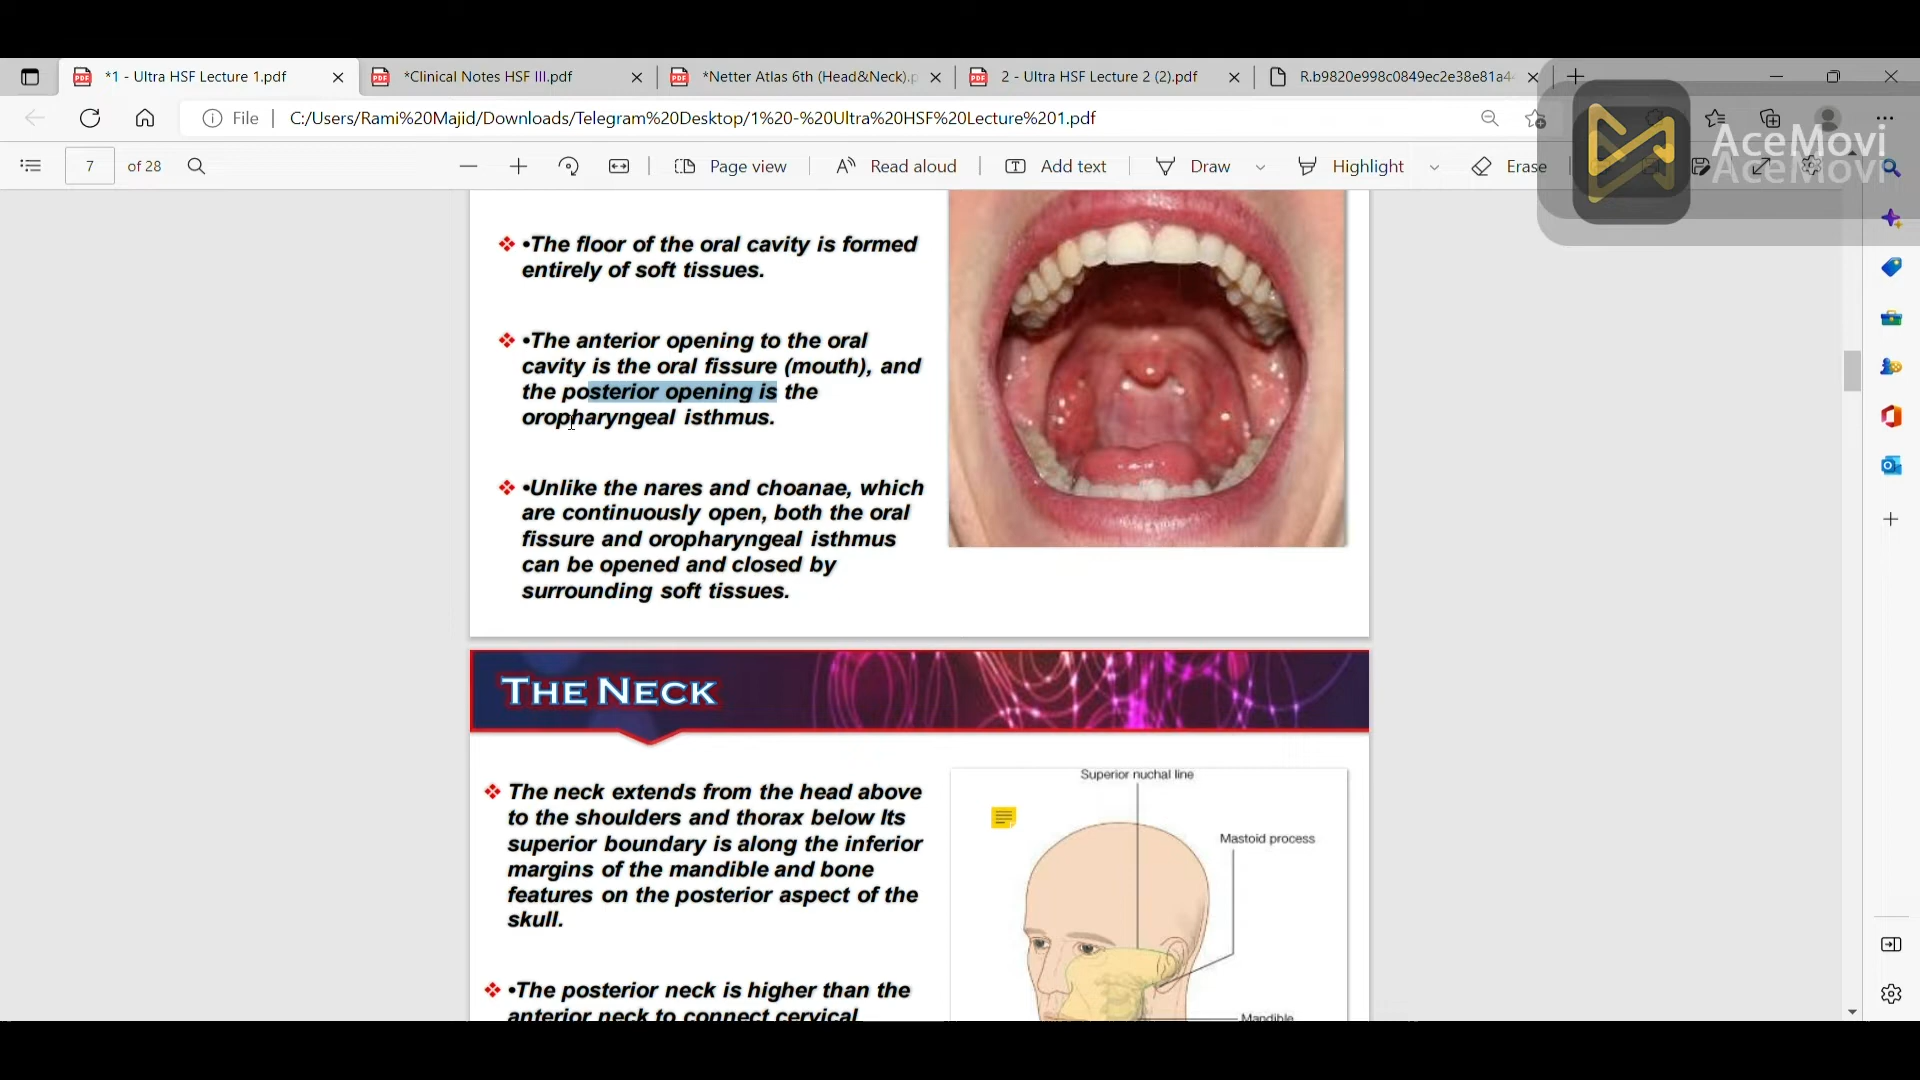 *1 - Ultra HSF Lecture 1.pdf
*Clinical Notes HSF III.pdf
*Netter Atlas 6th (Head&Neck).p
2 - Ultra HSF Lecture 2 (2).pdf
R.b9820e998c0849ec2e38e81a4
File
C:/Users/Rami%20Majid/Downloads/Telegram%20Desktop/1%20-%20Ultra%20HSF%20Lecture%201.pdf
AceMovi
AceMovi
7 of 28
Page view
Read aloud
Add text
Draw
Highlight
Erase
•The floor of the oral cavity is formed
entirely of soft tissues.
•The anterior opening to the oral
cavity is the oral fissure (mouth), and
the posterior opening is the
oropharyngeal isthmus.
•Unlike the nares and choanae, which
are continuously open, both the oral
fissure and oropharyngeal isthmus
can be opened and closed by
surrounding soft tissues.
THE NECK
The neck extends from the head above
to the shoulders and thorax below Its
superior boundary is along the inferior
margins of the mandible and bone
features on the posterior aspect of the
skull.
•The posterior neck is higher than the
anterior neck to connect cervical
Superior nuchal line
Mastoid process
Mandible